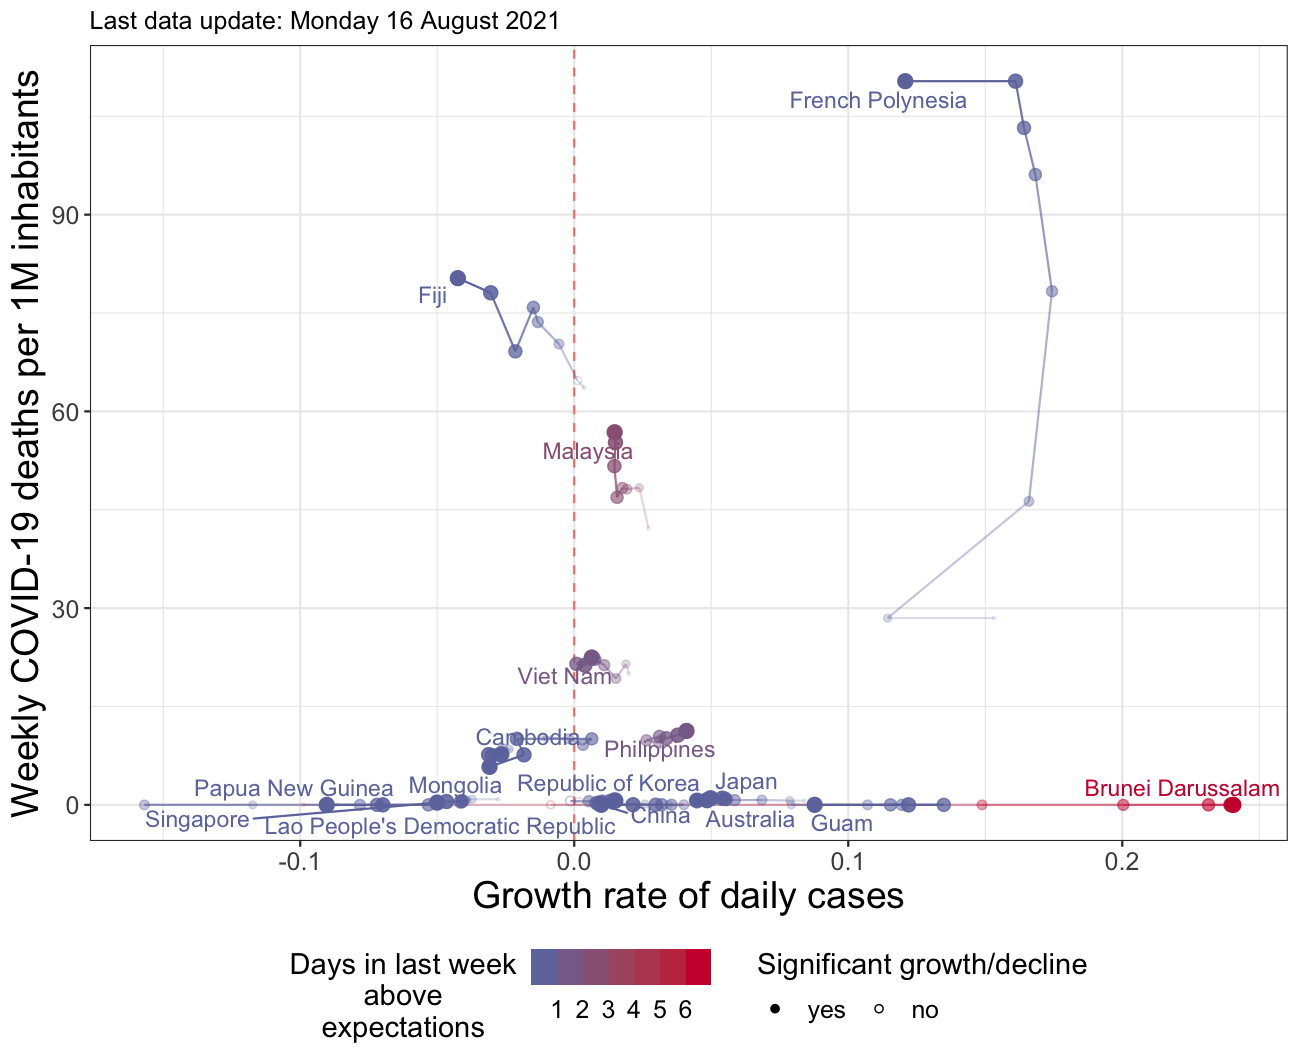 Last data update: Monday 16 August 2021
Weekly COVID-19 deaths per 1M inhabitants
90
60
30
0
French Polynesia
Fiji
Malaysia
Viet Nam
Cambodia
Philippines
Papua New Guinea
Mongolia
Republic of Korea
Japan
Brunei Darussalam
Singapore
Lao People's Democratic Republic
China
Australia
Guam
-0.1
0.0
0.1
0.2
Growth rate of daily cases
Days in last week
above
expectations
1 2 3 4 5 6
Significant growth/decline
yes
no